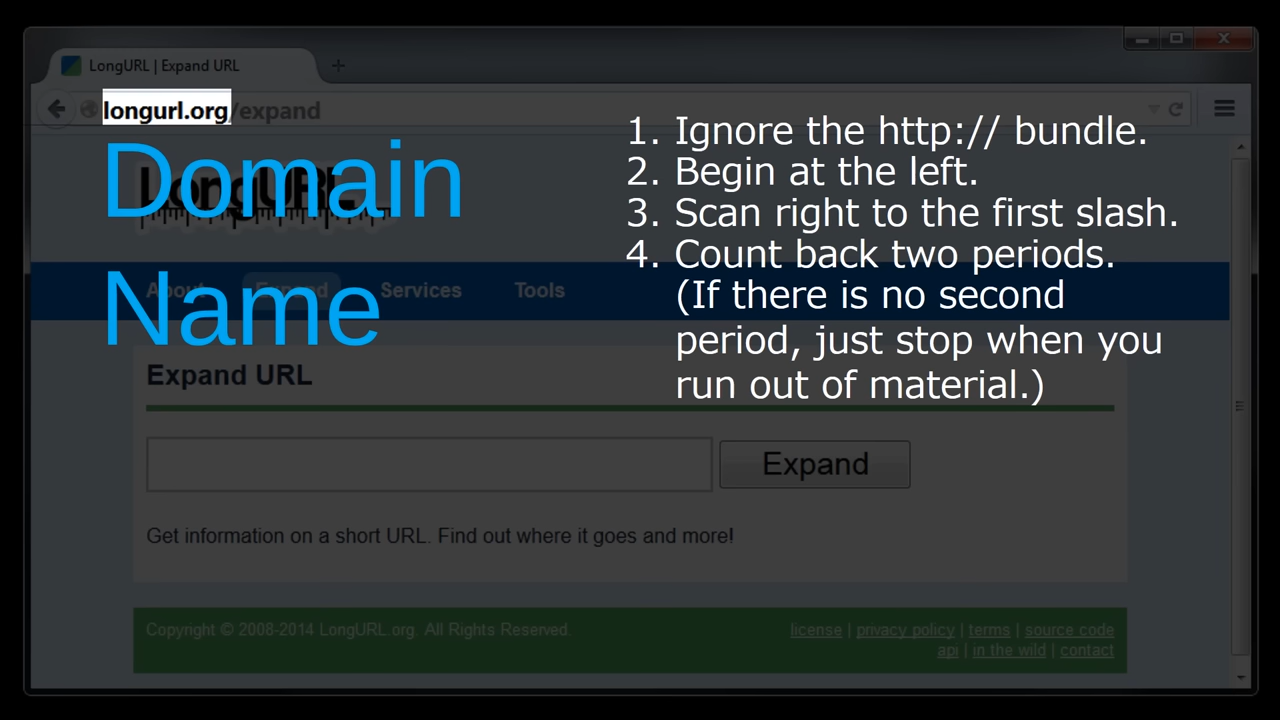 LongURL | Expand URL
longurl.org/expand
Domain
Name
1. Ignore the http:// bundle.
2. Begin at the left.
3. Scan right to the first slash.
4. Count back two periods.
(If there is no second
period, just stop when you
run out of material.)
LongURL
About Expand Services Tools
Expand URL
Expand
Get information on a short URL. Find out where it goes and more!
Copyright © 2008-2014 LongURL.org. All Rights Reserved.
license | privacy policy | terms | source code
api | in the wild | contact